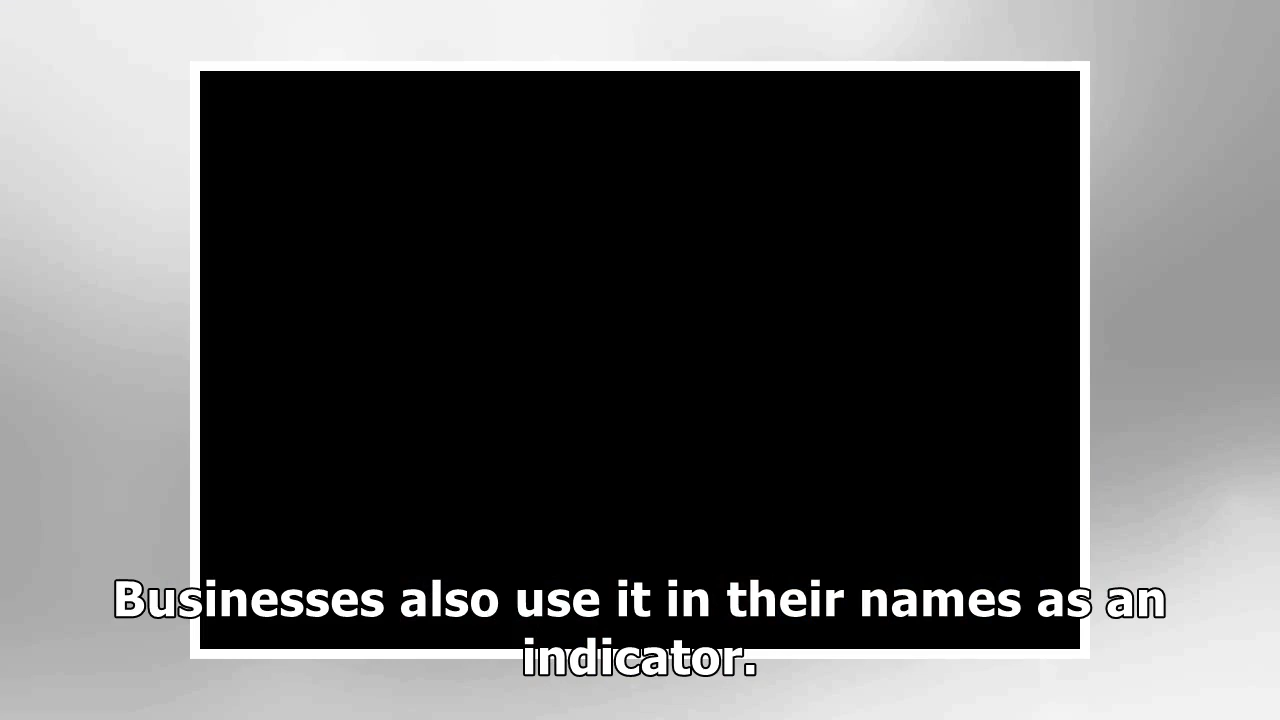 Businesses also use it in their names as an
indicator.